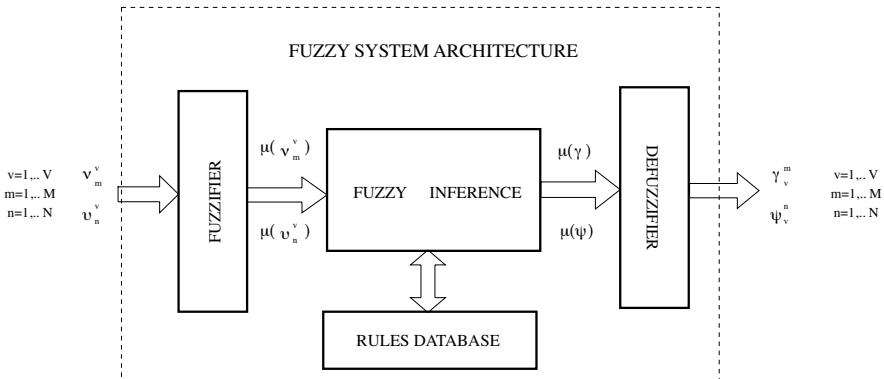 FUZZY SYSTEM ARCHITECTURE
v=1,.. V
m=1,.. M
n=1,.. N
ν_m^v
υ_n^v
FUZZIFIER
μ( ν_m^v )
μ( υ_n^v )
FUZZY INFERENCE
RULES DATABASE
μ(γ)
μ(ψ)
DEFUZZIFIER
γ_v^m
ψ_v^n
v=1,.. V
m=1,.. M
n=1,.. N